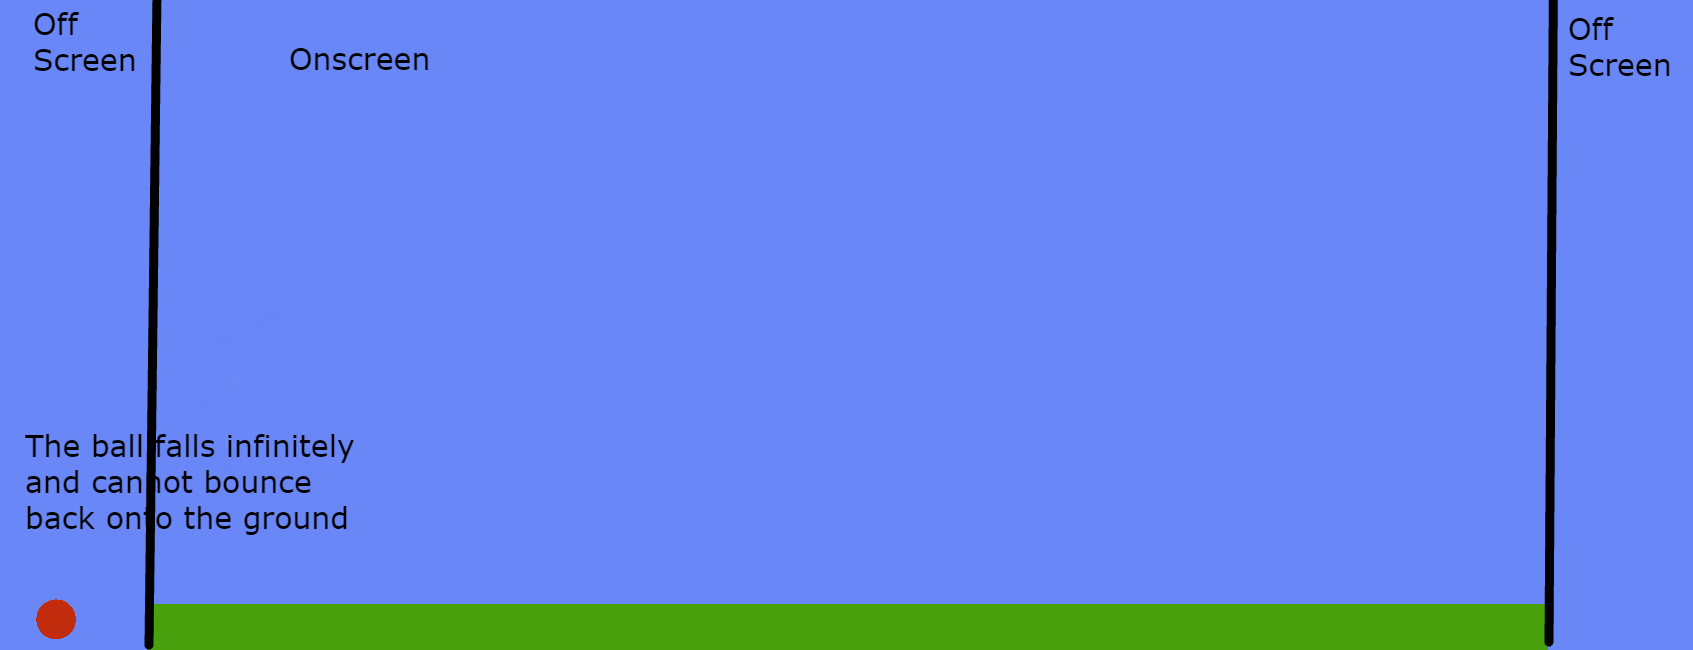 Off
Screen
Onscreen
Off
Screen
The ball falls infinitely
and cannot bounce
back onto the ground